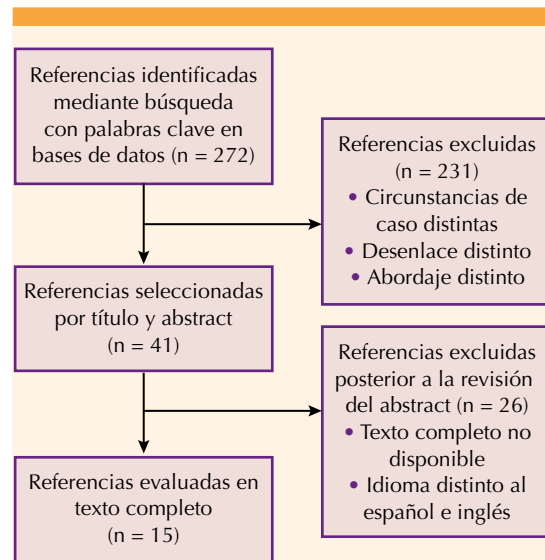 Referencias identificadas
mediante búsqueda
con palabras clave en
bases de datos (n = 272)
Referencias excluidas
(n = 231)
• Circunstancias de
caso distintas
• Desenlace distinto
• Abordaje distinto
Referencias seleccionadas
por título y abstract
(n = 41)
Referencias excluidas
posterior a la revisión
del abstract (n = 26)
• Texto completo no
disponible
• Idioma distinto al
español e inglés
Referencias evaluadas en
texto completo
(n = 15)